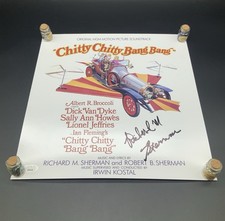 ORIGINAL MOTION PICTURE SOUNDTRACK
"Chitty Chitty Bang Bang"
Albert R. Broccoli
Dick Van Dyke
Sally Ann Howes
Lionel Jeffries
Ian Fleming's
"Chitty Chitty
Bang Bang"
Richard M
Sherman
MUSIC AND LYRICS BY
RICHARD M. SHERMAN and ROBERT B. SHERMAN
MUSIC SUPERVISED AND CONDUCTED BY
IRWIN KOSTAL